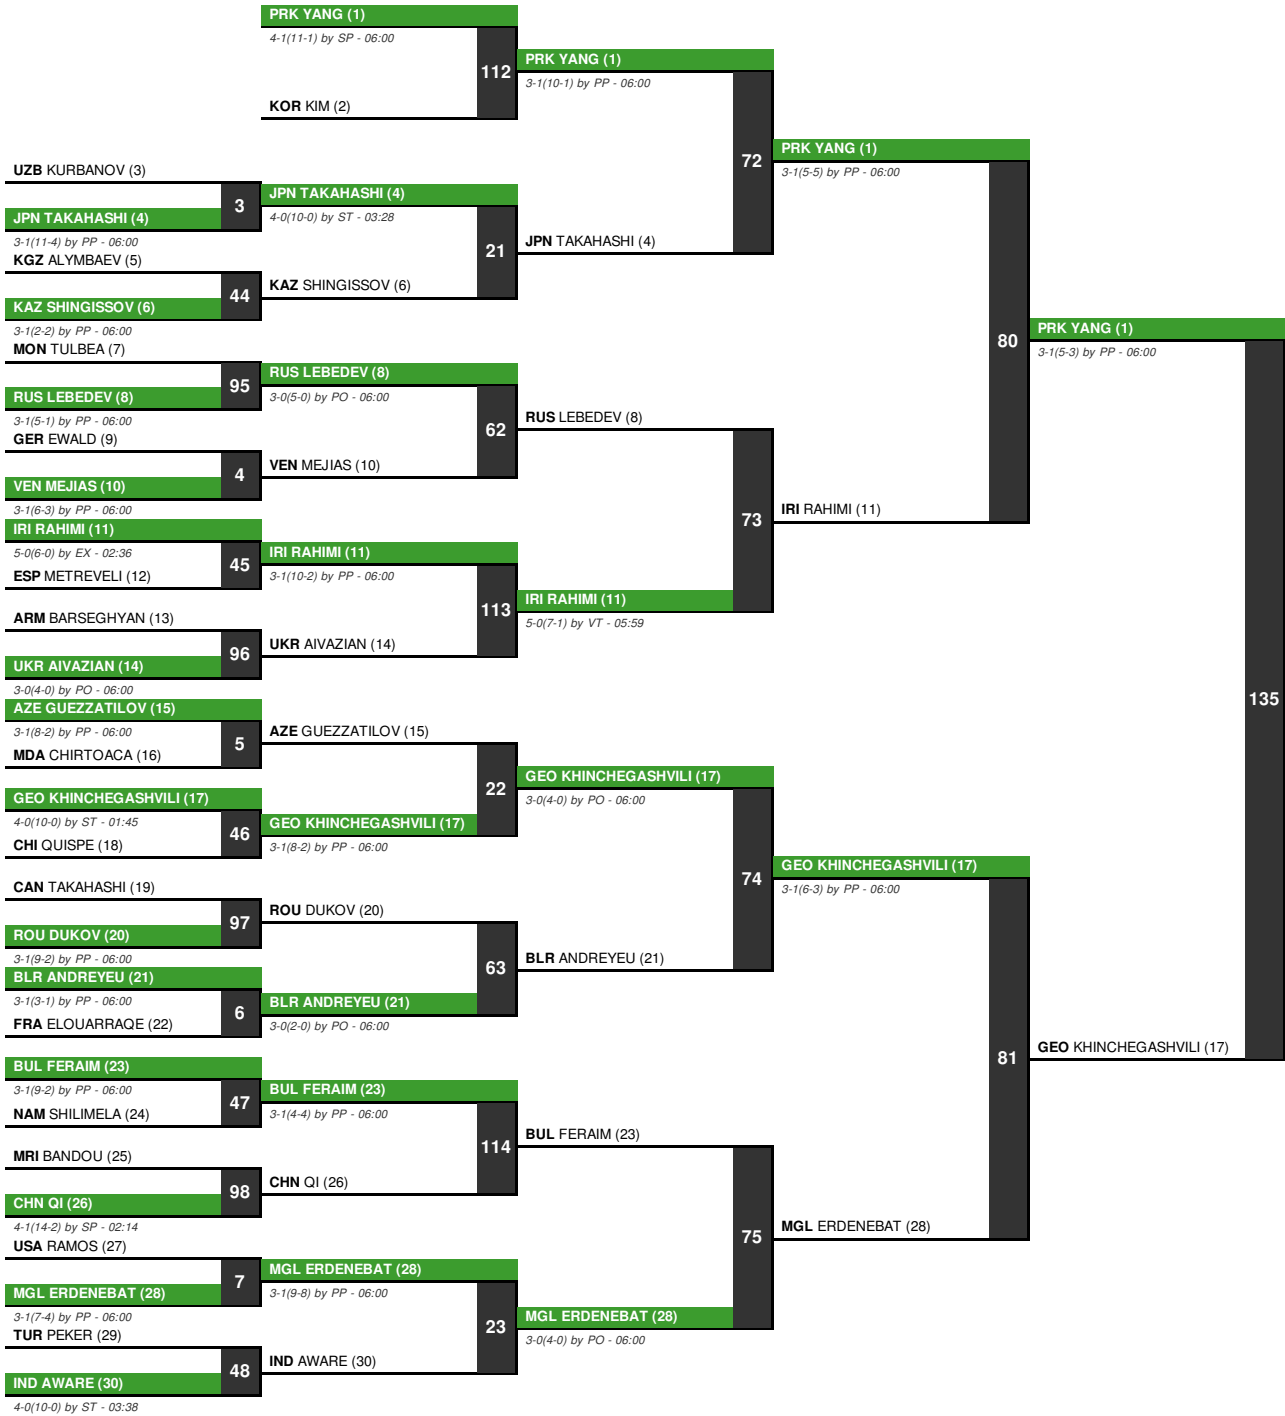 PRK YANG (1)
4-1(11-1) by SP - 06:00
112
KOR KIM (2)
PRK YANG (1)
3-1(10-1) by PP - 06:00
72
UZB KURBANOV (3)
3
JPN TAKAHASHI (4)
3-1(11-4) by PP - 06:00
JPN TAKAHASHI (4)
4-0(10-0) by ST - 03:28
21
KGZ ALYMBAEV (5)
44
KAZ SHINGISSOV (6)
3-1(2-2) by PP - 06:00
KAZ SHINGISSOV (6)
JPN TAKAHASHI (4)
PRK YANG (1)
3-1(5-5) by PP - 06:00
80
MON TULBEA (7)
95
RUS LEBEDEV (8)
3-1(5-1) by PP - 06:00
RUS LEBEDEV (8)
3-0(5-0) by PO - 06:00
62
GER EWALD (9)
4
VEN MEJIAS (10)
3-1(6-3) by PP - 06:00
VEN MEJIAS (10)
RUS LEBEDEV (8)
73
IRI RAHIMI (11)
5-0(6-0) by EX - 02:36
45
ESP METREVELI (12)
IRI RAHIMI (11)
3-1(10-2) by PP - 06:00
113
ARM BARSEGHYAN (13)
96
UKR AIVAZIAN (14)
3-0(4-0) by PO - 06:00
UKR AIVAZIAN (14)
IRI RAHIMI (11)
5-0(7-1) by VT - 05:59
IRI RAHIMI (11)
PRK YANG (1)
3-1(5-3) by PP - 06:00
135
AZE GUEZZATILOV (15)
3-1(8-2) by PP - 06:00
5
MDA CHIRTOACA (16)
AZE GUEZZATILOV (15)
22
GEO KHINCHEGASHVILI (17)
4-0(10-0) by ST - 01:45
46
CHI QUISPE (18)
GEO KHINCHEGASHVILI (17)
3-1(8-2) by PP - 06:00
GEO KHINCHEGASHVILI (17)
3-0(4-0) by PO - 06:00
74
CAN TAKAHASHI (19)
97
ROU DUKOV (20)
3-1(9-2) by PP - 06:00
ROU DUKOV (20)
63
BLR ANDREYEU (21)
3-1(3-1) by PP - 06:00
6
FRA ELOUARRAQE (22)
BLR ANDREYEU (21)
3-0(2-0) by PO - 06:00
BLR ANDREYEU (21)
GEO KHINCHEGASHVILI (17)
3-1(6-3) by PP - 06:00
81
GEO KHINCHEGASHVILI (17)
BUL FERAIM (23)
3-1(9-2) by PP - 06:00
47
NAM SHILIMELA (24)
BUL FERAIM (23)
3-1(4-4) by PP - 06:00
114
MRI BANDOU (25)
98
CHN QI (26)
4-1(14-2) by SP - 02:14
CHN QI (26)
BUL FERAIM (23)
75
USA RAMOS (27)
7
MGL ERDENEBAT (28)
3-1(7-4) by PP - 06:00
MGL ERDENEBAT (28)
3-1(9-8) by PP - 06:00
23
TUR PEKER (29)
48
IND AWARE (30)
4-0(10-0) by ST - 03:38
IND AWARE (30)
MGL ERDENEBAT (28)
3-0(4-0) by PO - 06:00
MGL ERDENEBAT (28)